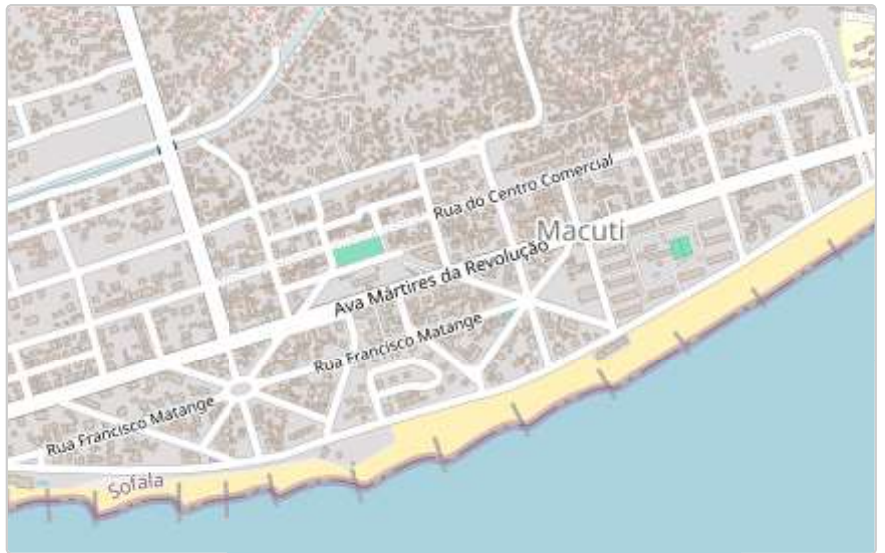 Rua do Centro Comercial
Macuti
Ava Mártires da Revolução
Rua Francisco Matange
Rua Francisco Matange
Sofala